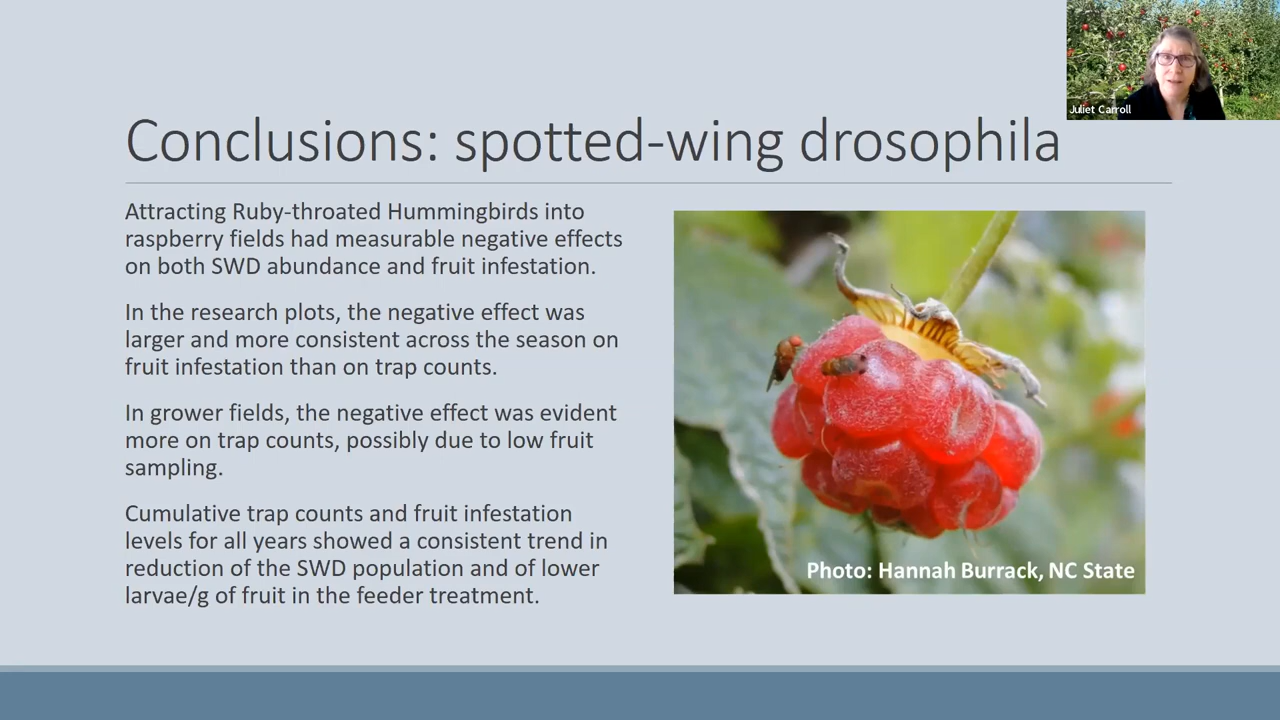 Juliet Carroll
Conclusions: spotted-wing drosophila
Attracting Ruby-throated Hummingbirds into
raspberry fields had measurable negative effects
on both SWD abundance and fruit infestation.
In the research plots, the negative effect was
larger and more consistent across the season on
fruit infestation than on trap counts.
In grower fields, the negative effect was evident
more on trap counts, possibly due to low fruit
sampling.
Cumulative trap counts and fruit infestation
levels for all years showed a consistent trend in
reduction of the SWD population and of lower
larvae/g of fruit in the feeder treatment.
Photo: Hannah Burrack, NC State